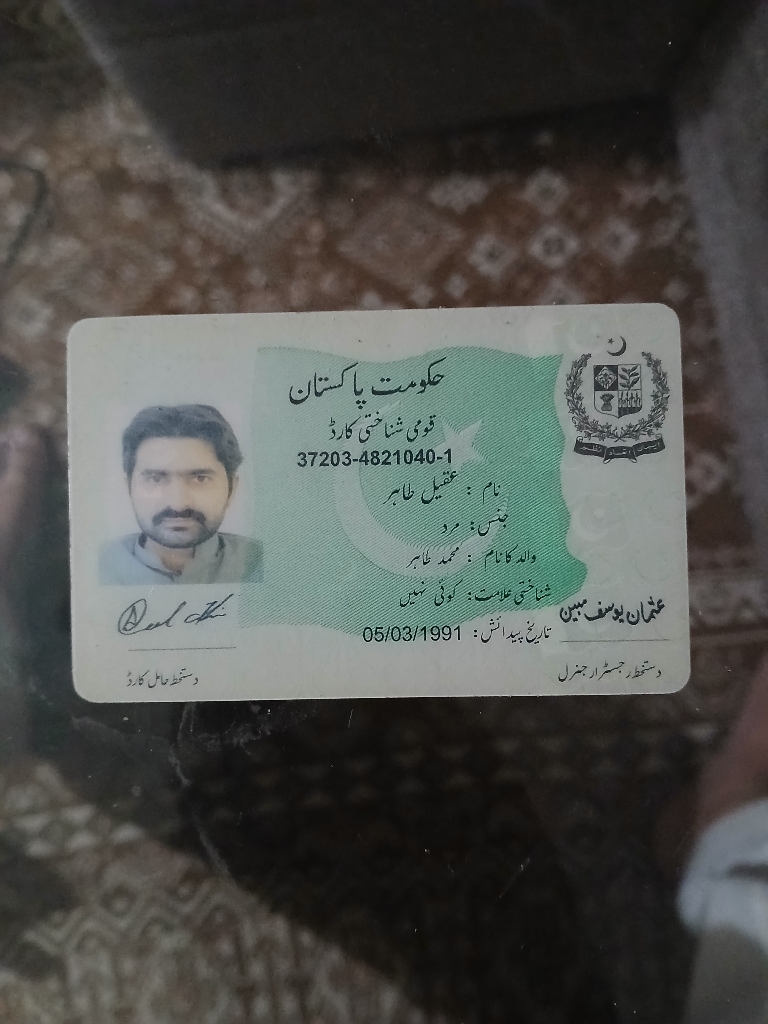 حکومت پاکستان
قومی شناختی کارڈ
37203-4821040-1
نام : عقیل طاہر
جنس: مرد
والد کا نام : محمد طاہر
شناختی علامت: کوئی نہیں
تاریخ پیدائش: 05/03/1991
عثمان یوسف مبین
دستخط رجسٹرار جنرل
دستخط حامل کارڈ